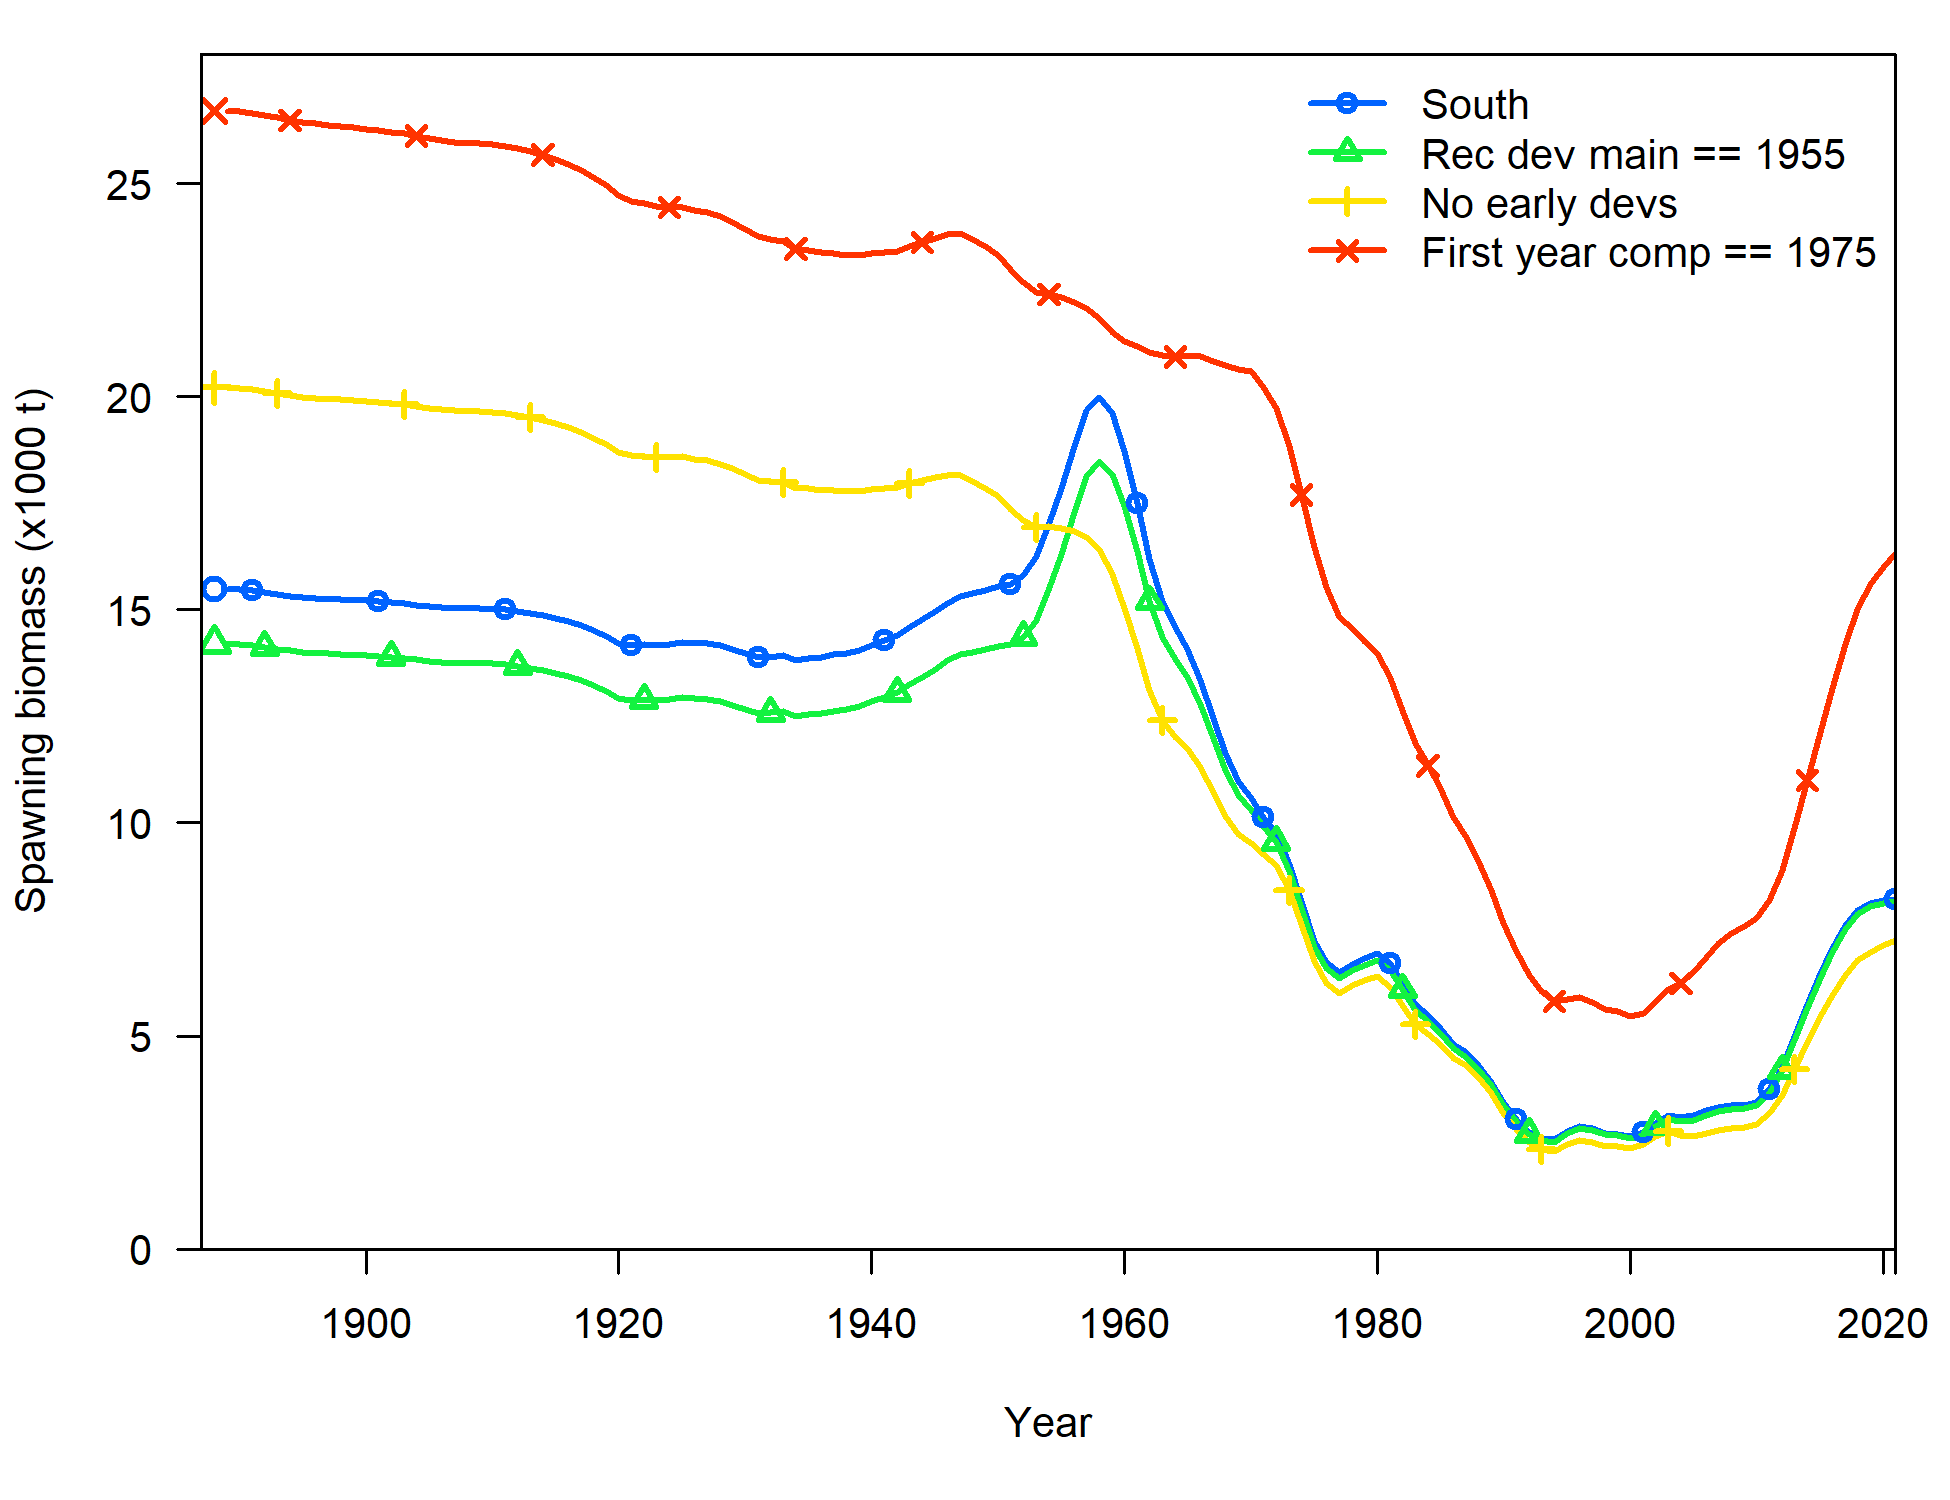 South
Rec dev main == 1955
No early devs
First year comp == 1975
Spawning biomass (x1000 t)
25
20
15
10
5
0
1900 1920 1940 1960 1980 2000 2020
Year